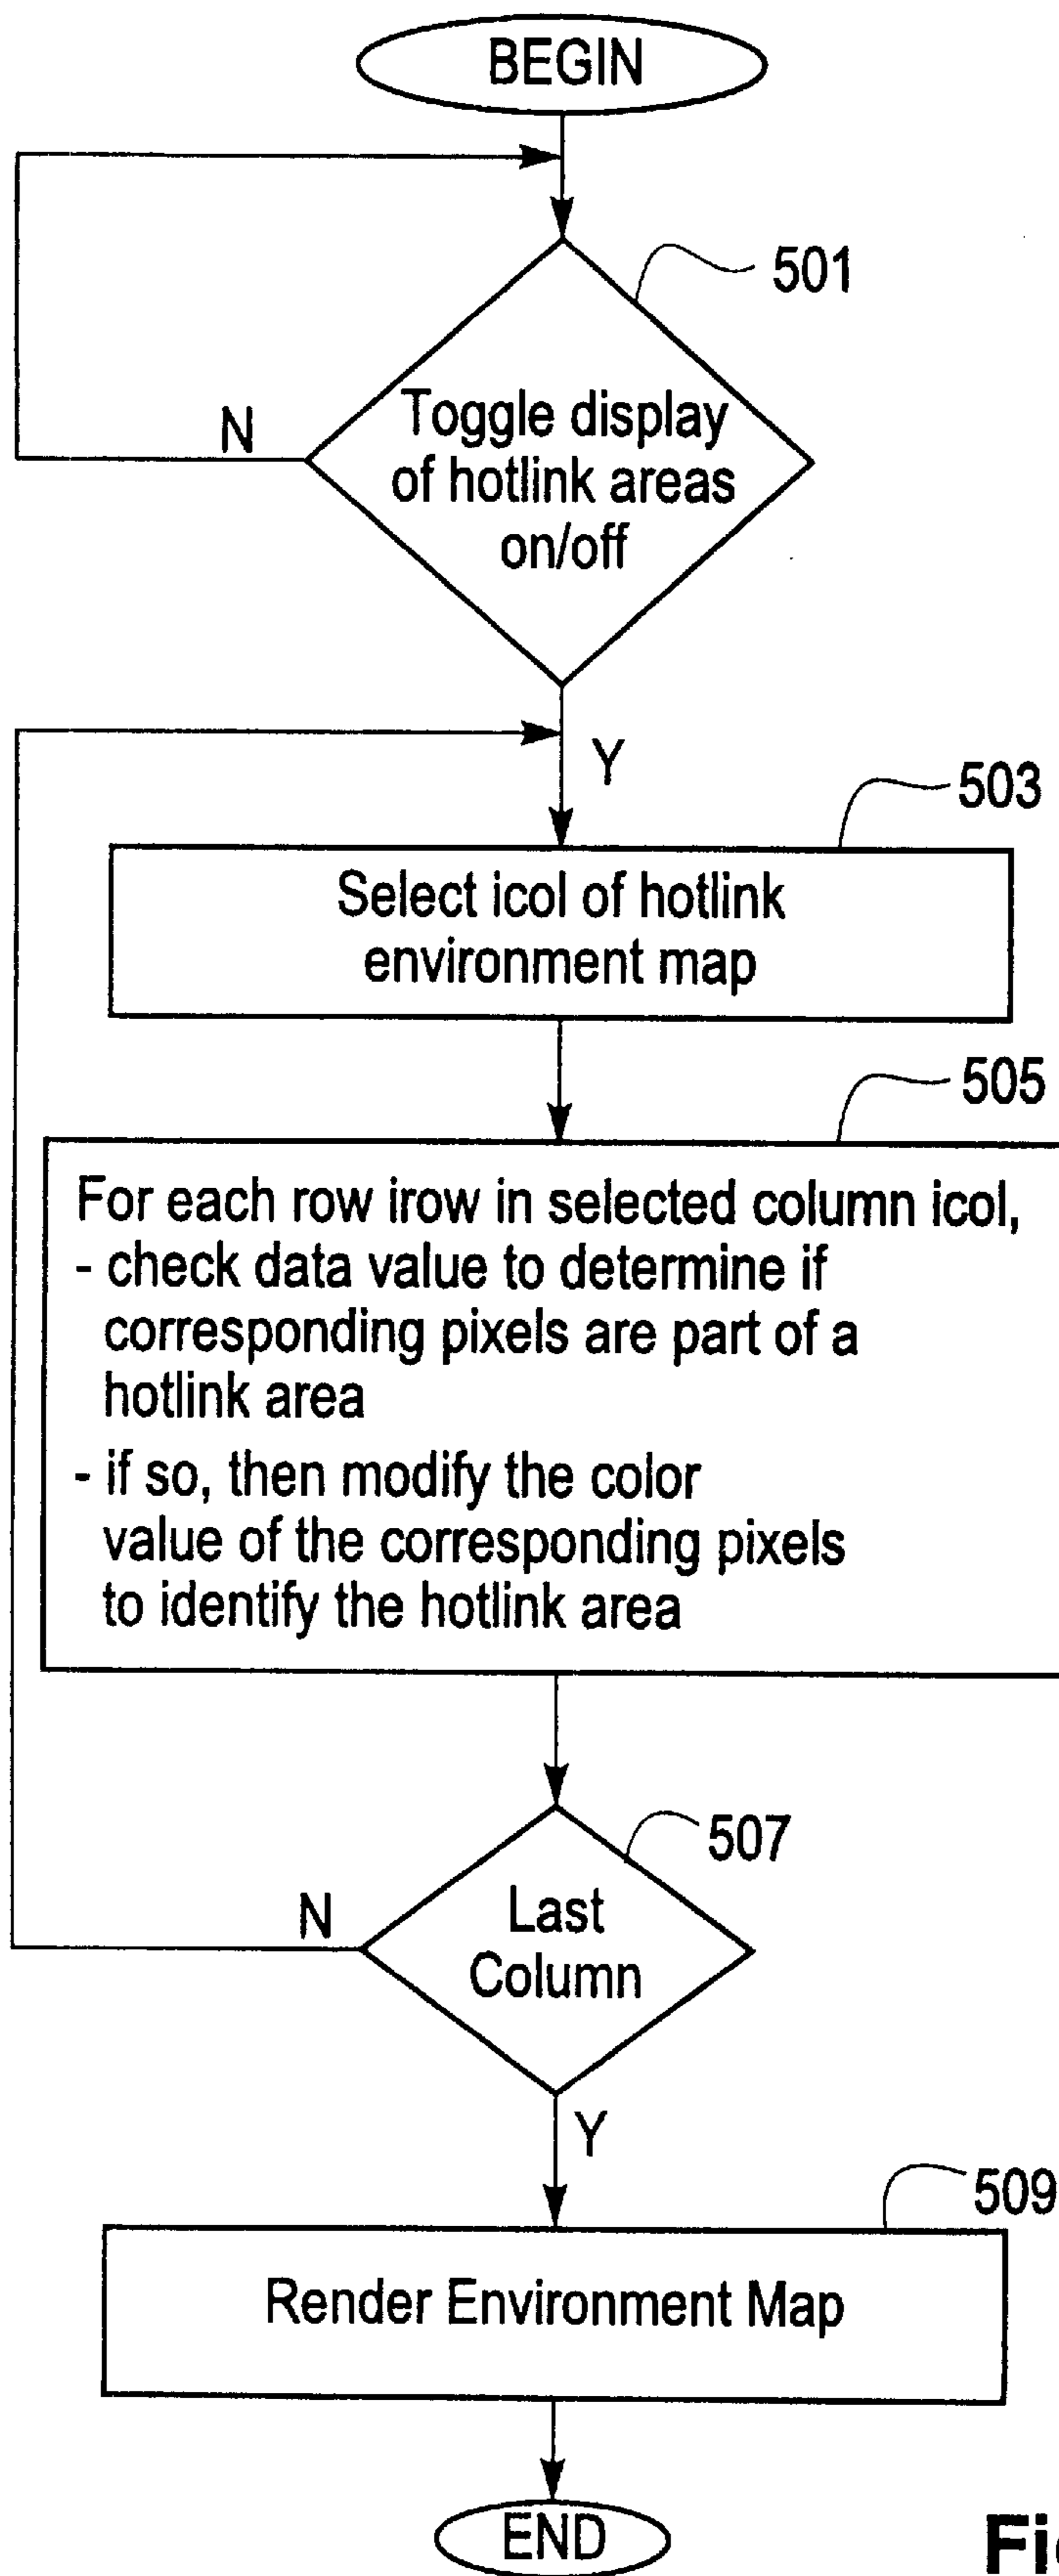 BEGIN
501
Toggle display
of hotlink areas
on/off
N
Y
503
Select icol of hotlink
environment map
505
For each row irow in selected column icol,
- check data value to determine if
corresponding pixels are part of a
hotlink area
- if so, then modify the color
value of the corresponding pixels
to identify the hotlink area
507
Last
Column
N
Y
509
Render Environment Map
END